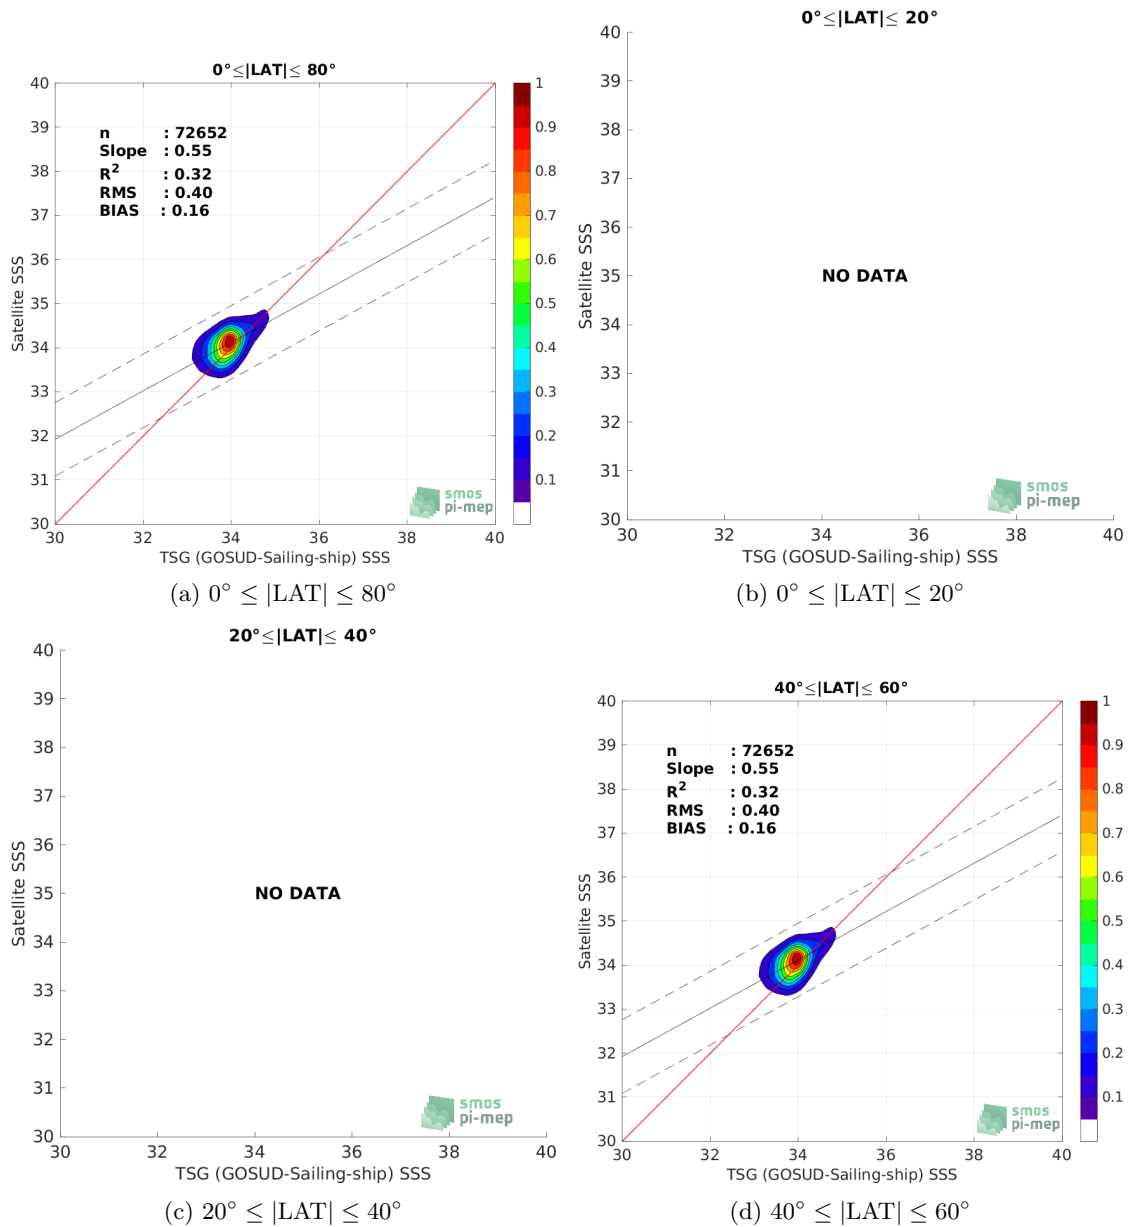 0°≤|LAT|≤ 80°
40
39
38
37
36
35
34
33
32
31
30
Satellite SSS
n : 72652
Slope : 0.55
R² : 0.32
RMS : 0.40
BIAS : 0.16
smos
pi-mep
30 32 34 36 38 40
TSG (GOSUD-Sailing-ship) SSS
1
0.9
0.8
0.7
0.6
0.5
0.4
0.3
0.2
0.1
(a) 0° ≤ |LAT| ≤ 80°
0°≤|LAT|≤ 20°
40
39
38
37
36
35
34
33
32
31
30
Satellite SSS
NO DATA
smos
pi-mep
30 32 34 36 38 40
TSG (GOSUD-Sailing-ship) SSS
(b) 0° ≤ |LAT| ≤ 20°
20°≤|LAT|≤ 40°
40
39
38
37
36
35
34
33
32
31
30
Satellite SSS
NO DATA
smos
pi-mep
30 32 34 36 38 40
TSG (GOSUD-Sailing-ship) SSS
(c) 20° ≤ |LAT| ≤ 40°
40°≤|LAT|≤ 60°
40
39
38
37
36
35
34
33
32
31
30
Satellite SSS
n : 72652
Slope : 0.55
R² : 0.32
RMS : 0.40
BIAS : 0.16
smos
pi-mep
30 32 34 36 38 40
TSG (GOSUD-Sailing-ship) SSS
1
0.9
0.8
0.7
0.6
0.5
0.4
0.3
0.2
0.1
(d) 40° ≤ |LAT| ≤ 60°